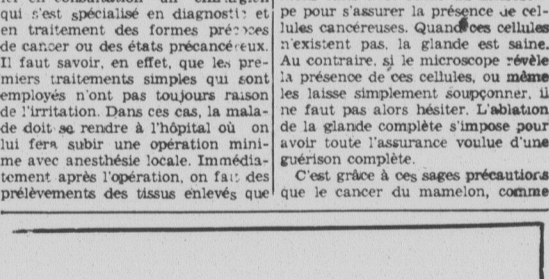 qui s'est spécialisé en diagnostic et
en traitement des formes précoces
de cancer ou des états précancéreux.
Il faut savoir, en effet, que les pre-
miers traitements simples qui sont
employés n'ont pas toujours raison
de l'irritation. Dans ces cas, la mala-
de doit se rendre à l'hôpital où on
lui fera subir une opération mini-
me avec anesthésie locale. Immédia-
tement après l'opération, on fait des
prélèvements des tissus enlevés que
pe pour s'assurer la présence de cel-
lules cancéreuses. Quand ces cellules
n'existent pas, la glande est saine.
Au contraire, si le microscope révèle
la présence de ces cellules, ou même
les laisse simplement soupçonner, il
ne faut pas alors hésiter. L'ablation
de la glande complète s'impose pour
avoir toute l'assurance voulue d'une
guérison complète.
C'est grâce à ces sages précautions
que le cancer du mamelon, comme